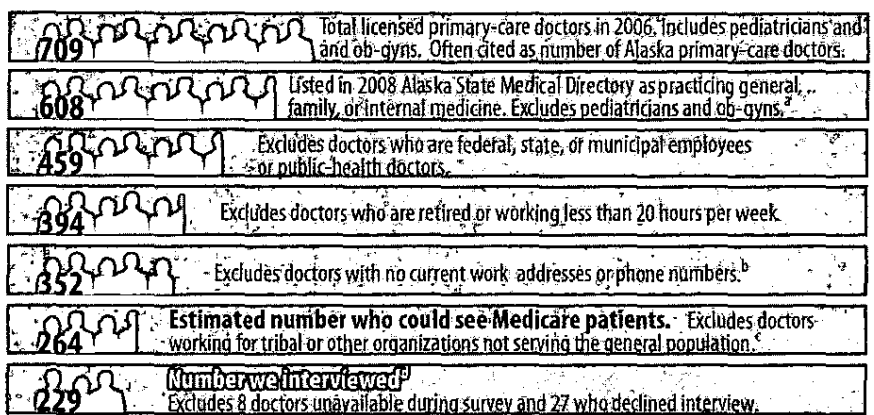 709 Total licensed primary-care doctors in 2006. Includes pediatricians and
and ob-gyns. Often cited as number of Alaska primary-care doctors.
608 Listed in 2008 Alaska State Medical Directory as practicing general,
family, or internal medicine. Excludes pediatricians and ob-gyns.a
459 Excludes doctors who are federal, state, or municipal employees
or public-health doctors.
394 Excludes doctors who are retired or working less than 20 hours per week.
352 Excludes doctors with no current work addresses or phone numbers.b
264 Estimated number who could see Medicare patients. Excludes doctors
working for tribal or other organizations not serving the general population.c
229 Number we interviewed
Excludes 8 doctors unavailable during survey and 27 who declined interview.